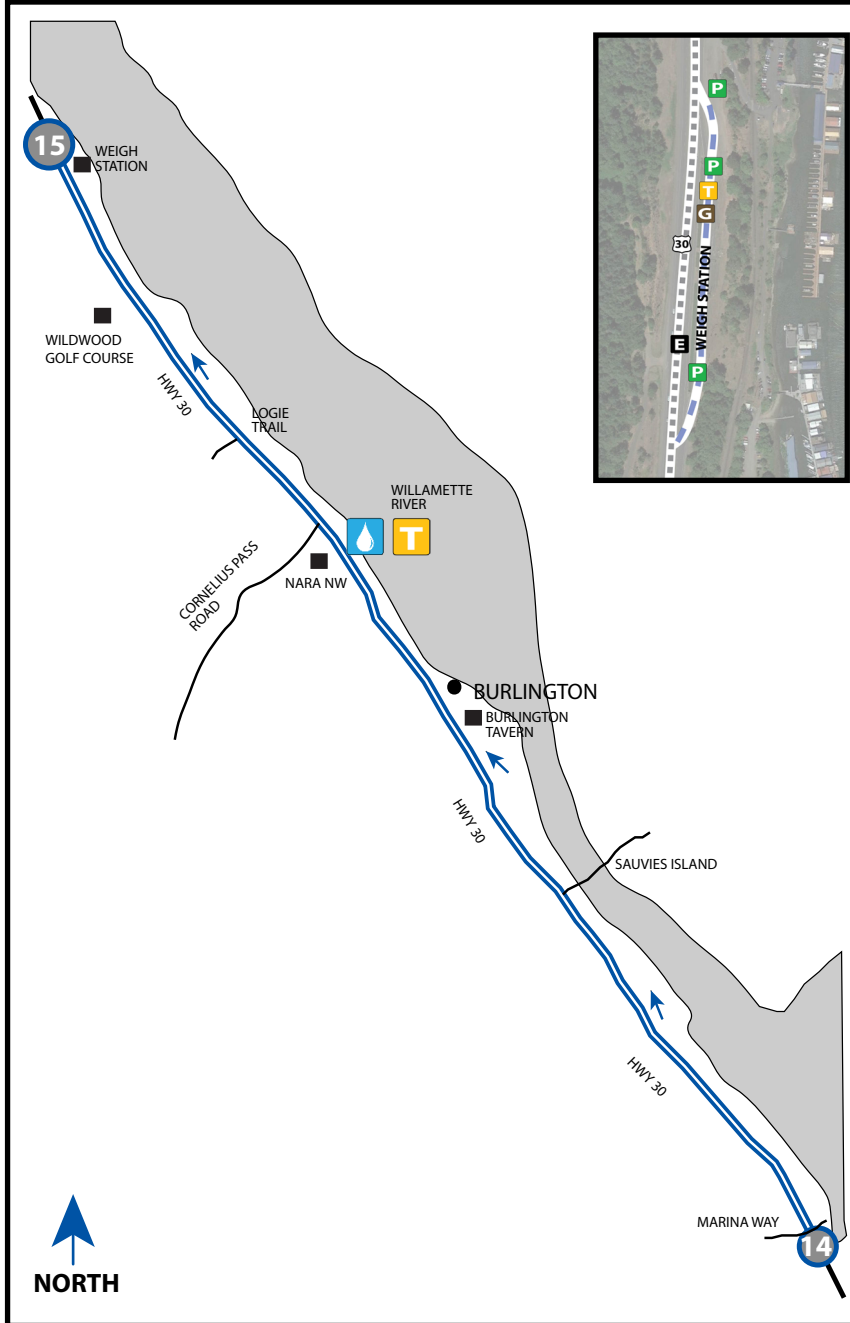 15
WEIGH
STATION
WILDWOOD
GOLF COURSE
HWY 30
LOGIE
TRAIL
WILLAMETTE
RIVER
T
CORNELIUS PASS
ROAD
NARA NW
BURLINGTON
BURLINGTON
TAVERN
HWY 30
SAUVIES ISLAND
HWY 30
MARINA WAY
14
NORTH
P
P
T
G
30
WEIGH STATION
E
P